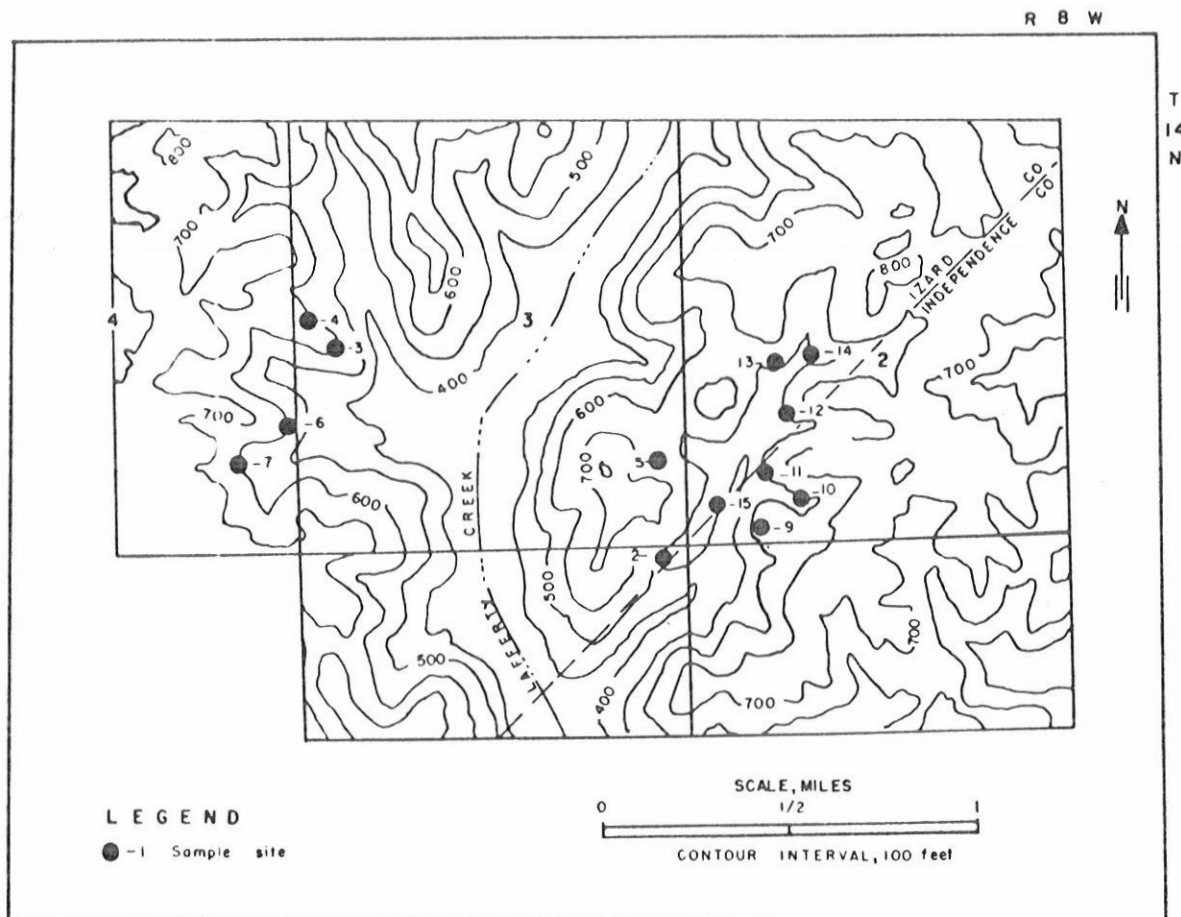 R 8 W
T
14
N
800
500
700
700
CO
CO
N
IZARD
INDEPENDENCE
800
600
4
-4
3
-3
-14
13-
2
400
700
600
700
-6
-12
-7
5-
-11
700
-10
600
-15
-9
CREEK
2-
500
LAFFERTY
700
500
400
700
LEGEND
-1 Sample site
SCALE, MILES
0 1/2 1
CONTOUR INTERVAL, 100 feet